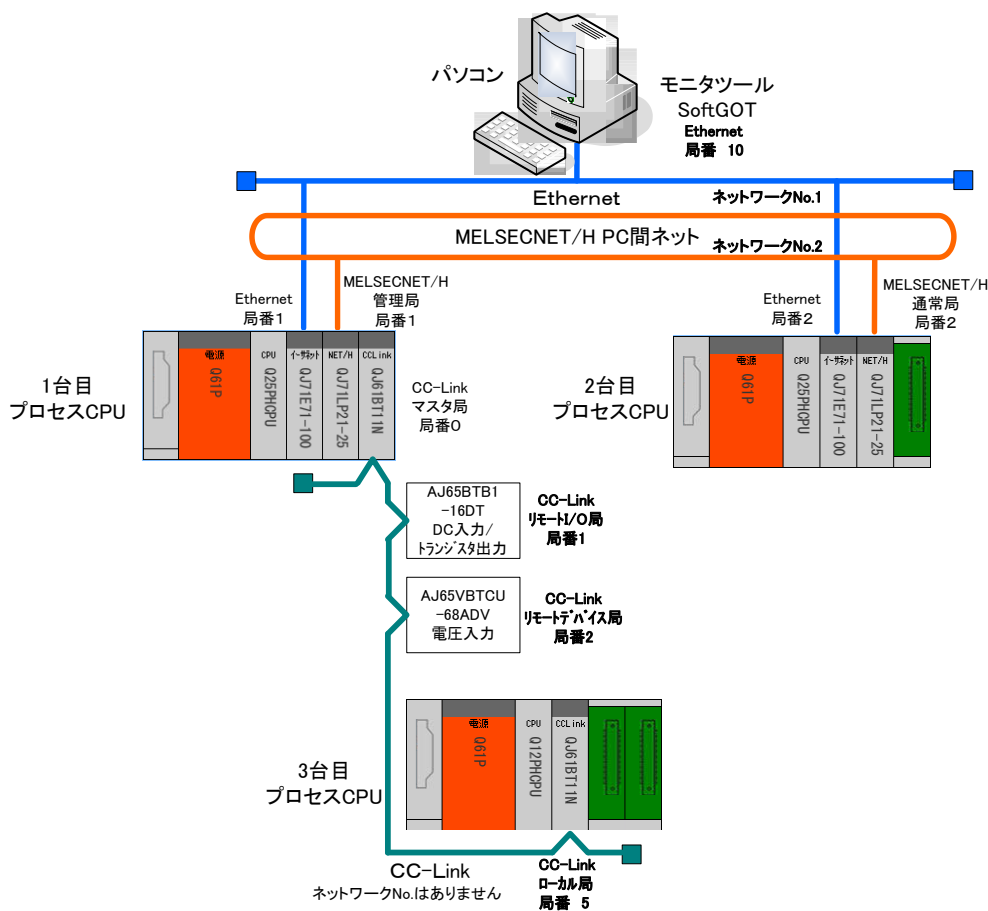 パソコン
モニタツール
SoftGOT
Ethernet
局番 10
Ethernet
ネットワークNo.1
MELSECNET/H PC間ネット
ネットワークNo.2
Ethernet
局番1
MELSECNET/H
管理局
局番1
Ethernet
局番2
MELSECNET/H
通常局
局番2
1台目
プロセスCPU
電源
Q61P
CPU
Q25PHCPU
イーサネット
QJ71E71-100
NET/H
QJ71LP21-25
CCLink
QJ61BT11N
CC-Link
マスタ局
局番0
2台目
プロセスCPU
電源
Q61P
CPU
Q25PHCPU
イーサネット
QJ71E71-100
NET/H
QJ71LP21-25
AJ65BTB1
-16DT
DC入力/
トランジスタ出力
CC-Link
リモートI/O局
局番1
AJ65VBTCU
-68ADV
電圧入力
CC-Link
リモートデバイス局
局番2
3台目
プロセスCPU
電源
Q61P
CPU
Q12PHCPU
CCLink
QJ61BT11N
CC-Link
ネットワークNo.はありません
CC-Link
ローカル局
局番 5